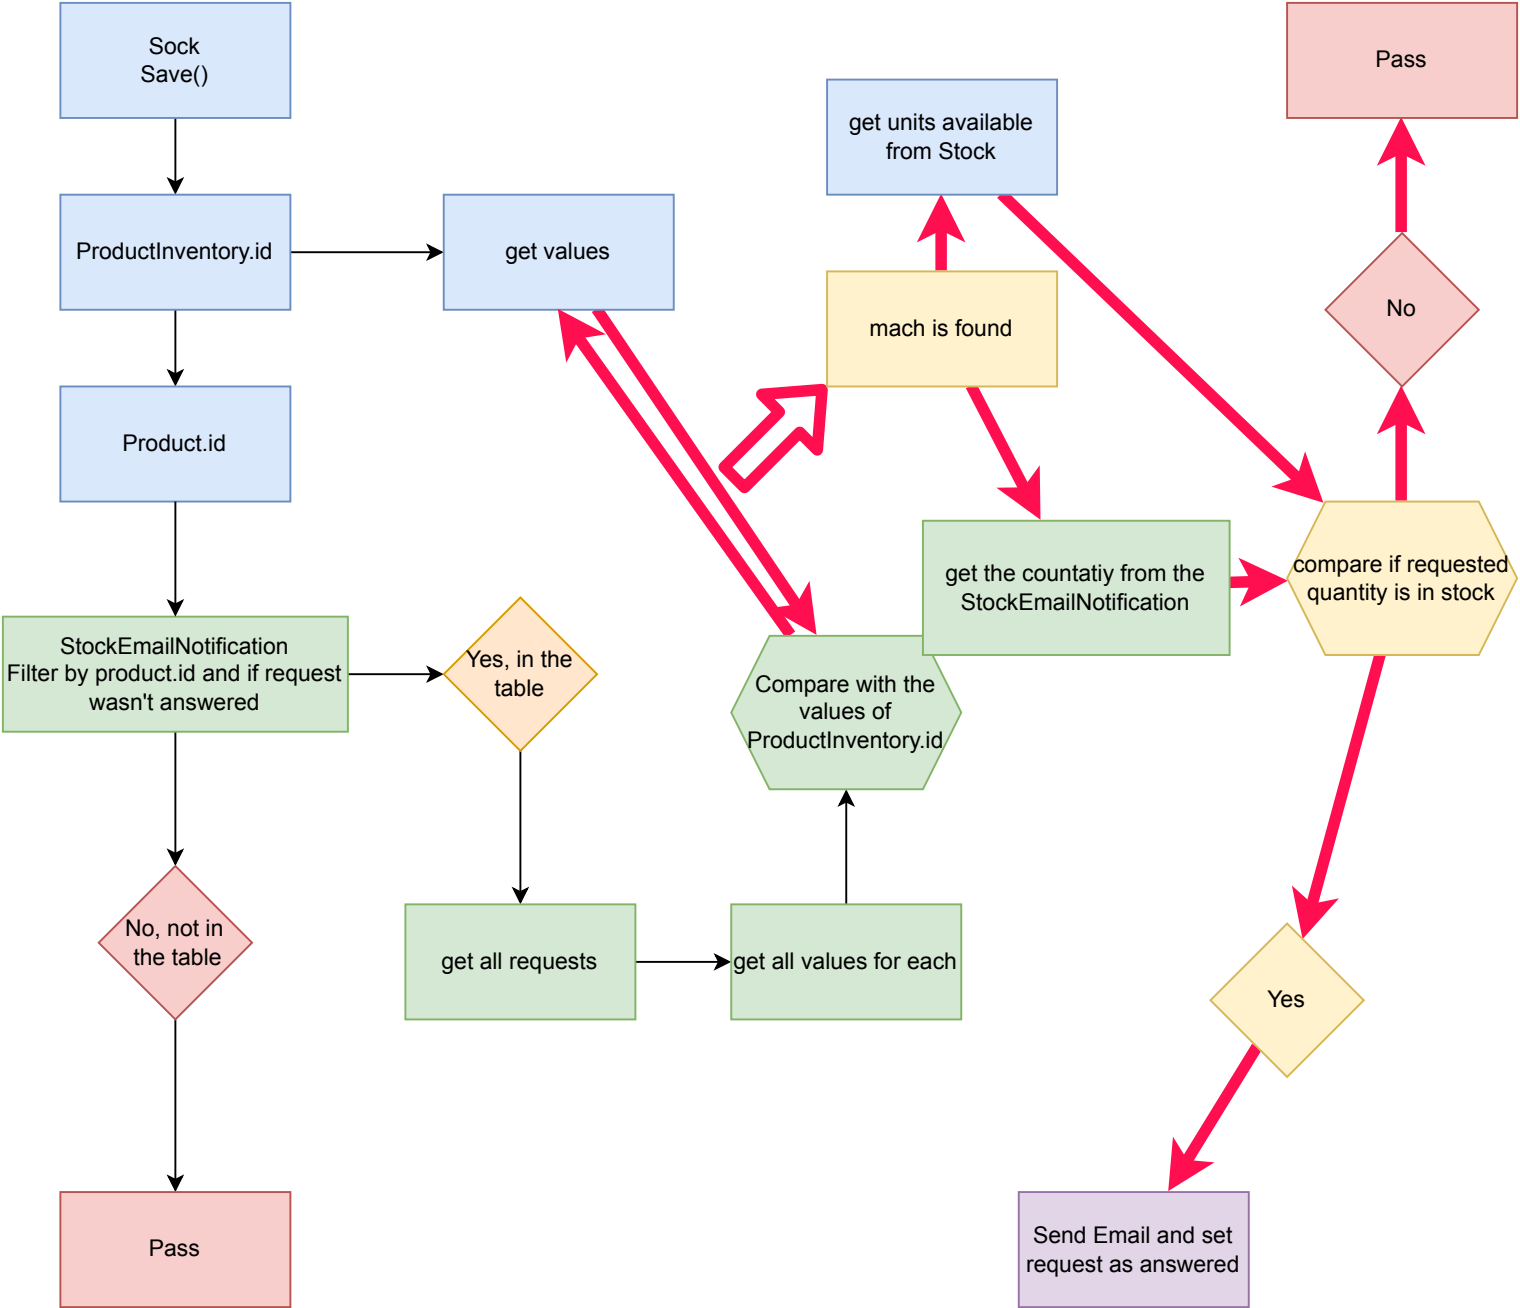 Sock
Save()
Pass
get units available
from Stock
ProductInventory.id
get values
mach is found
No
Product.id
get the countatiy from the
StockEmailNotification
compare if requested
quantity is in stock
StockEmailNotification
Filter by product.id and if request
wasn't answered
Yes, in the
table
Compare with the
values of
ProductInventory.id
No, not in
the table
get all requests
get all values for each
Yes
Pass
Send Email and set
request as answered